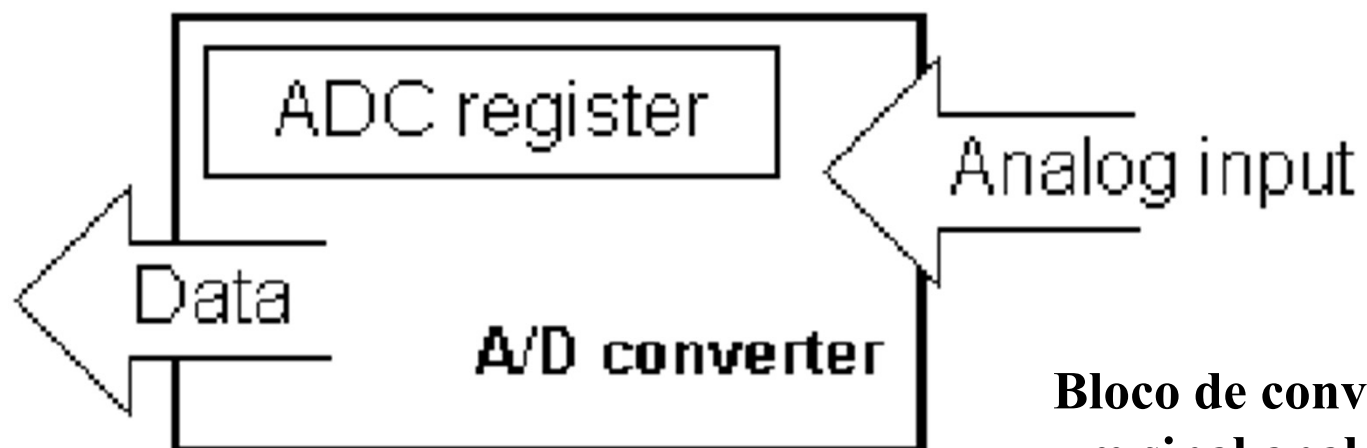 ADC register
Analog input
Data
A/D converter
Bloco de conv